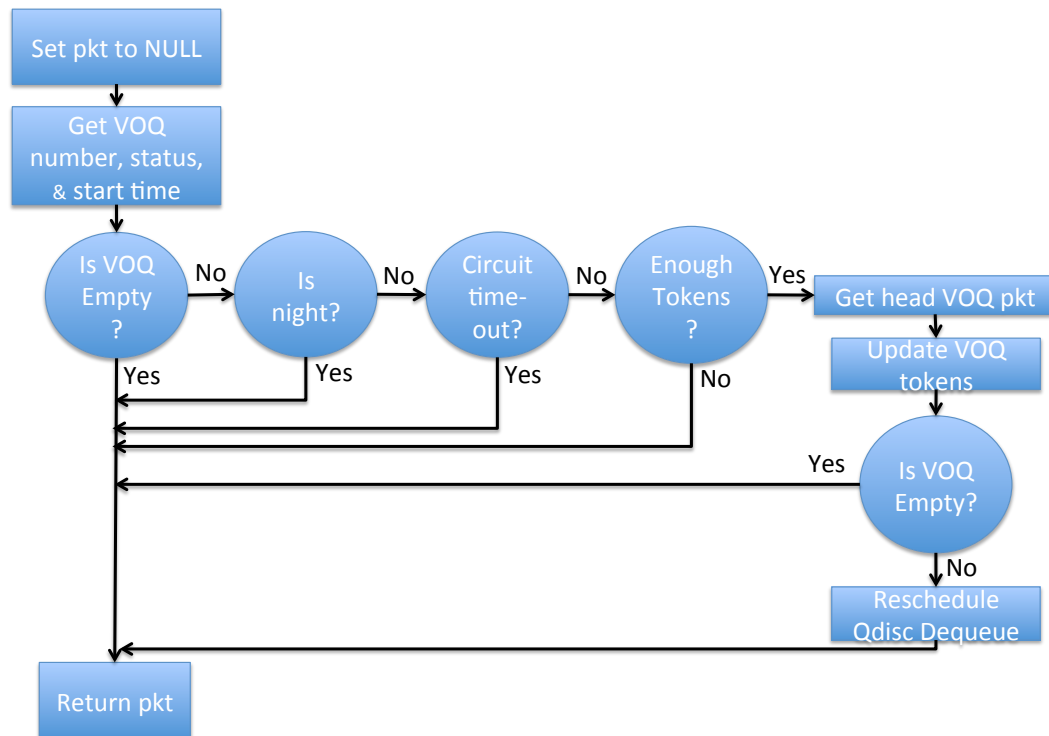 Set pkt to NULL
Get VOQ
number, status,
& start time
Is VOQ
Empty
?
No
Is
night?
No
Circuit
time-
out?
No
Enough
Tokens
?
Yes
Get head VOQ pkt
Update VOQ
tokens
Yes
Yes
Yes
No
Yes
Is VOQ
Empty?
No
Reschedule
Qdisc Dequeue
Return pkt